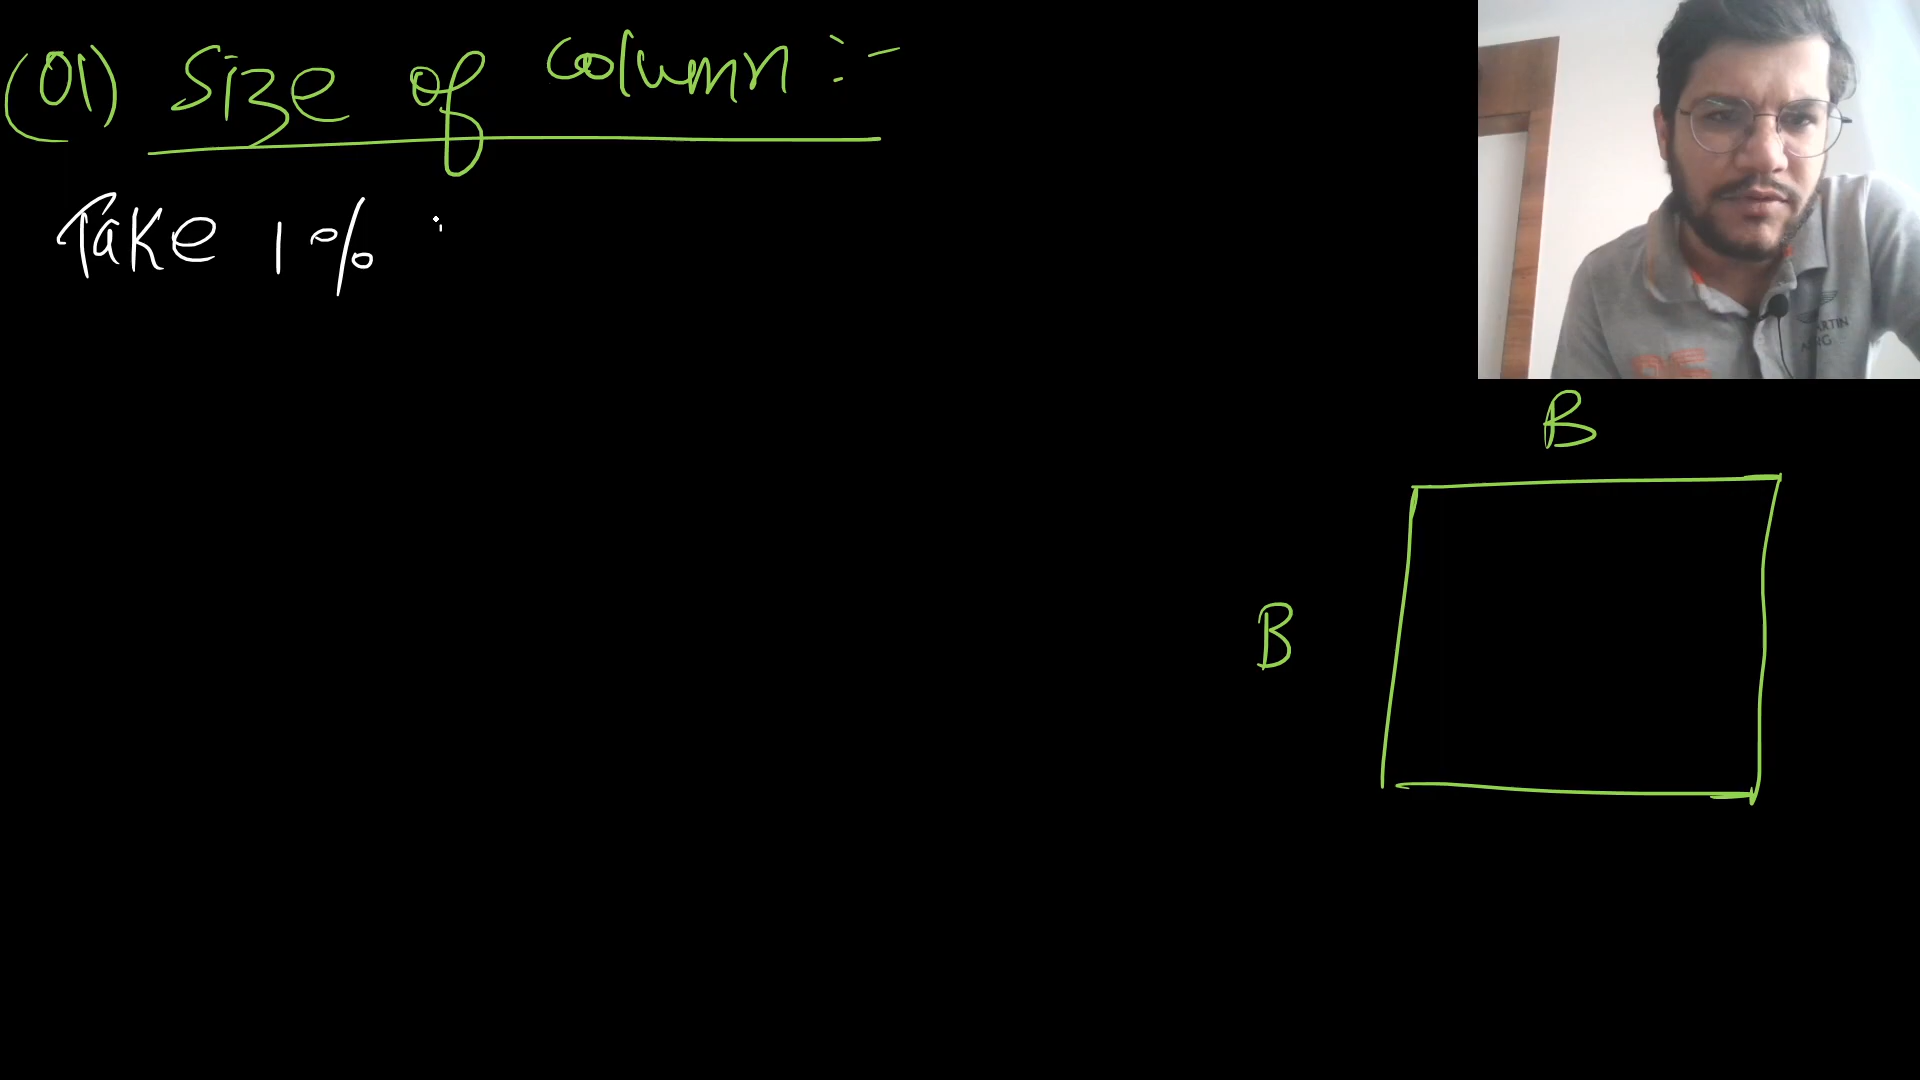 (01) Size of column :-
Take 1%
B
B